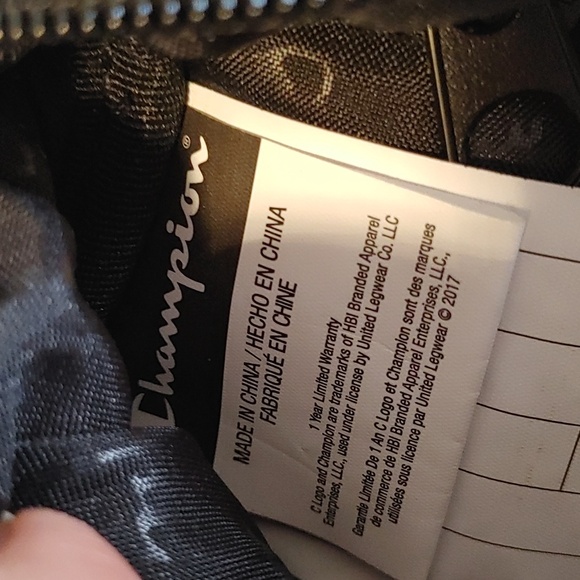 Champion®
MADE IN CHINA / HECHO EN CHINA
FABRIQUÉ EN CHINE
1 Year Limited Warranty
C Logo and Champion are trademarks of HBI Branded Apparel
Enterprises, LLC, used under license by United Legwear Co. LLC
Garantie Limitée De 1 An C Logo et Champion sont des marques
de commerce de HBI Branded Apparel Enterprises, LLC.,
utilisées sous licence par United Legwear © 2017